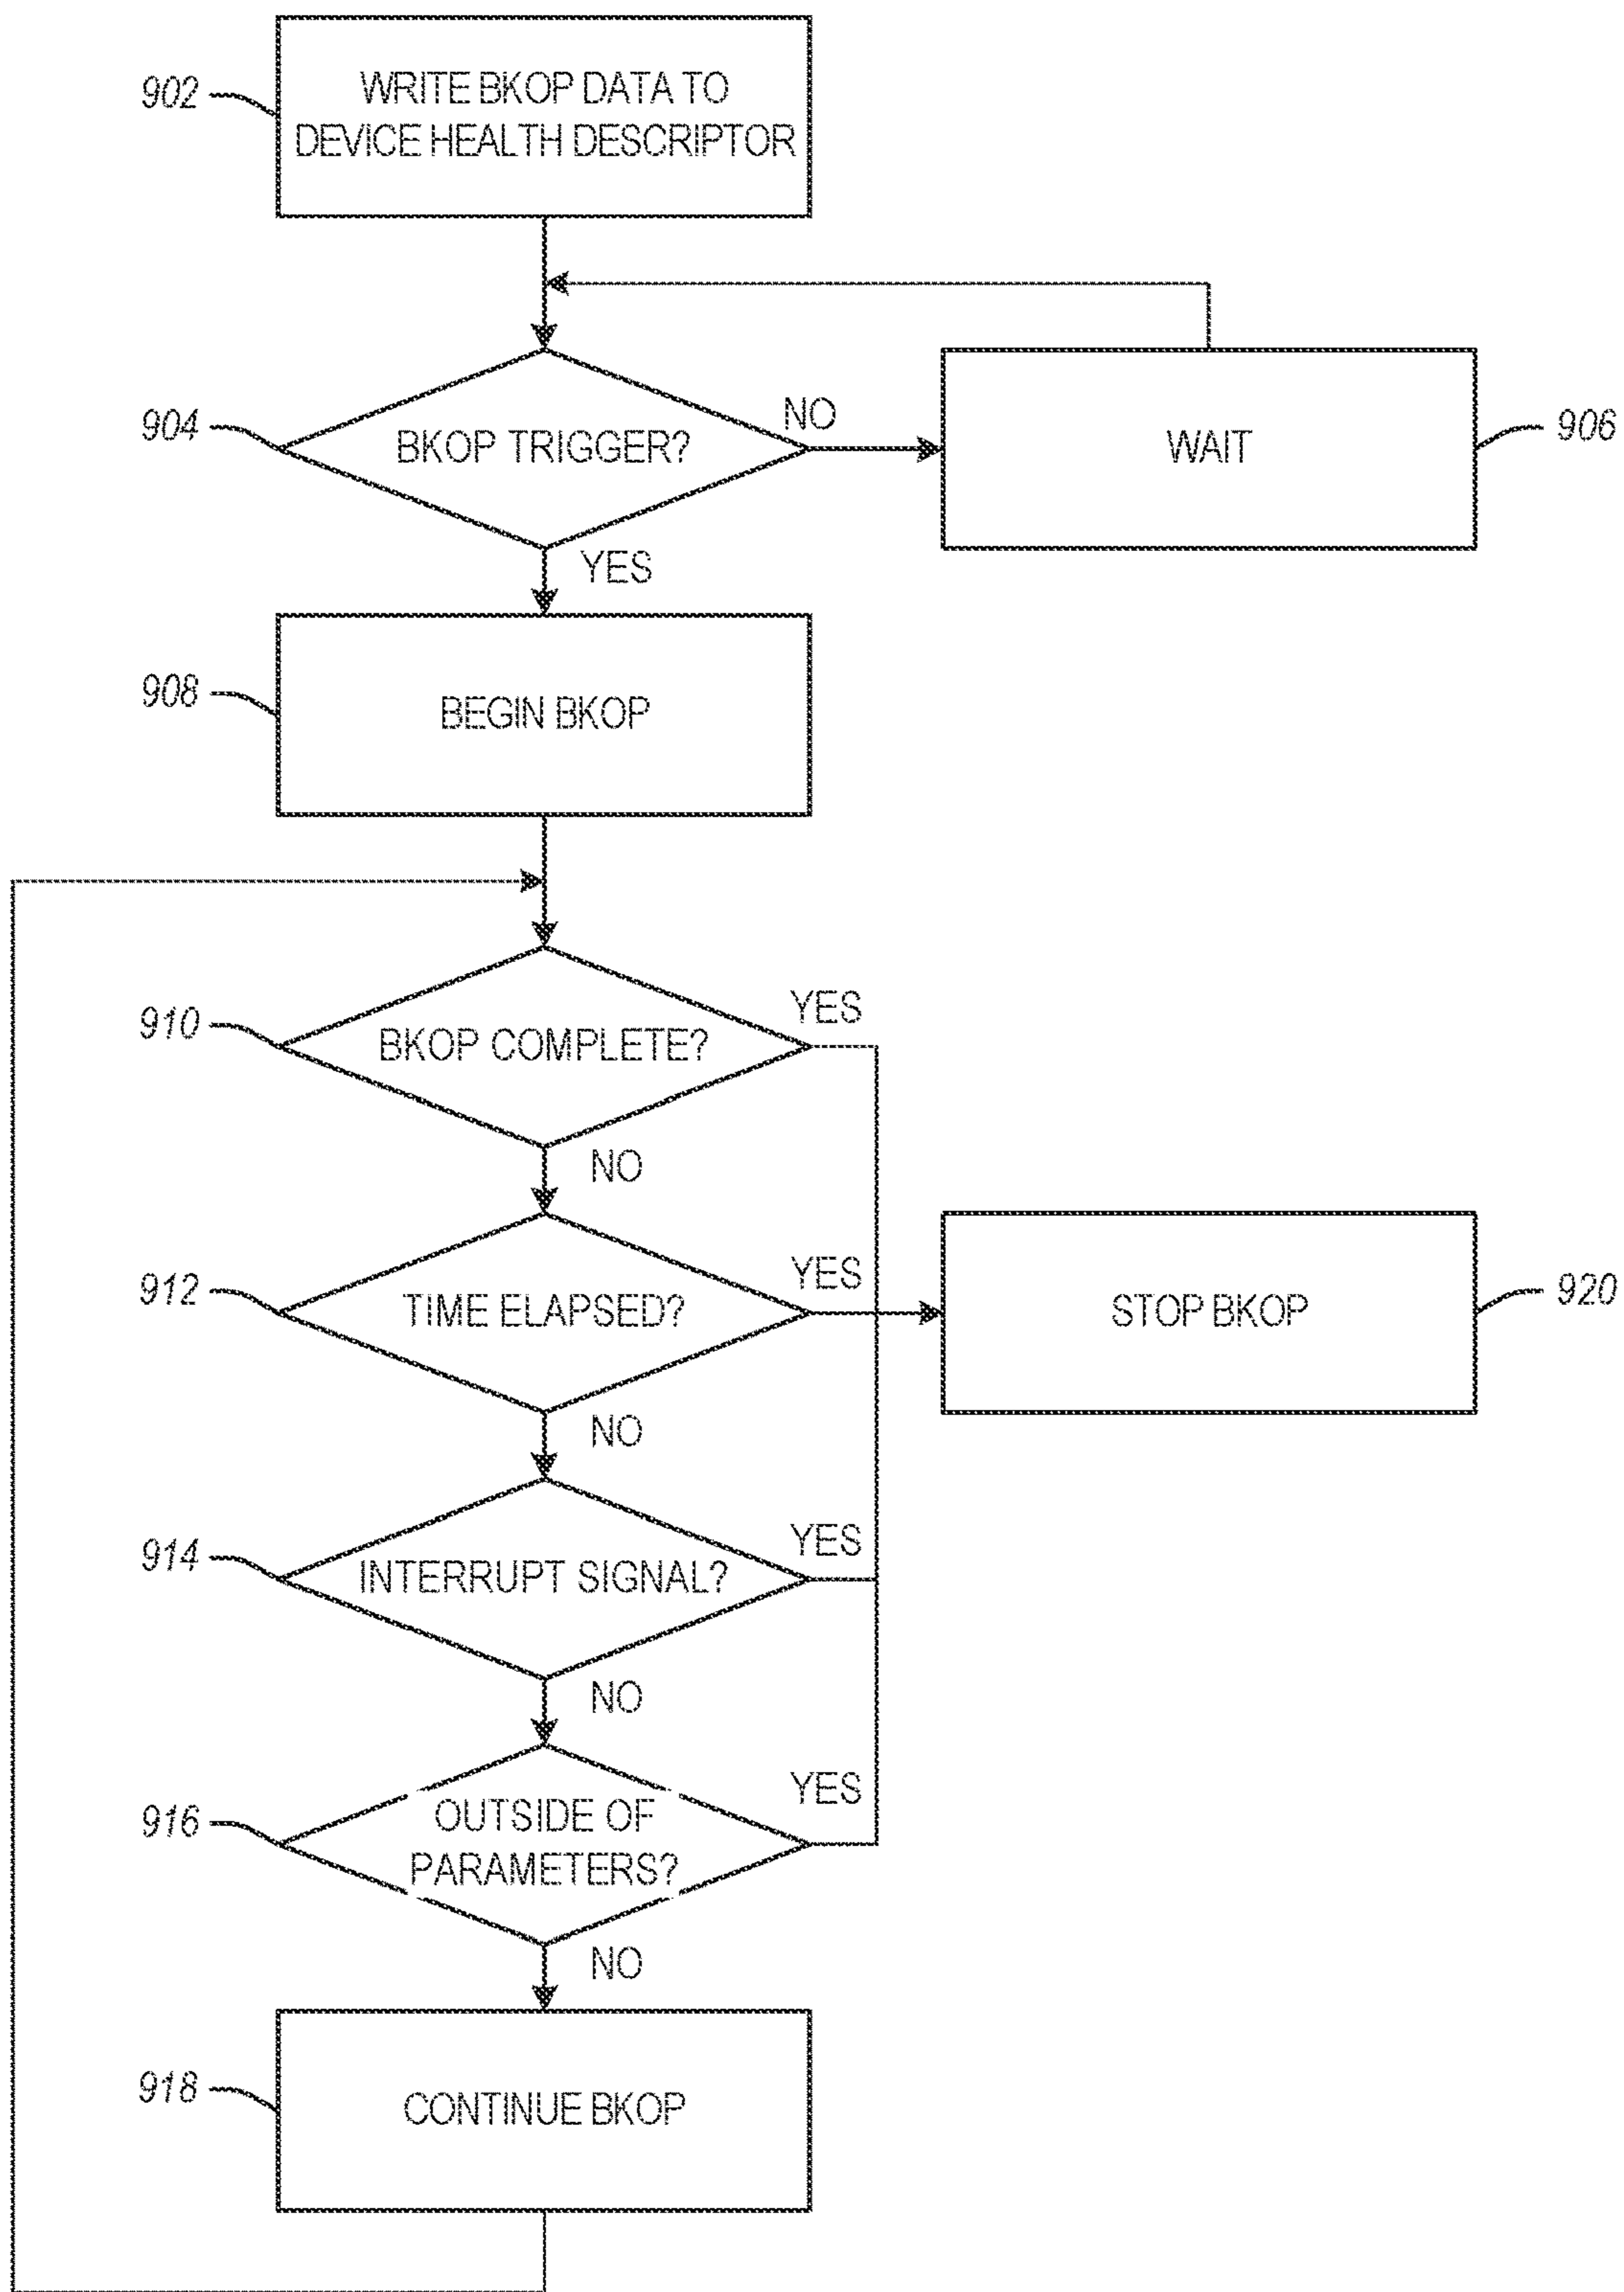 902
WRITE BKOP DATA TO
DEVICE HEALTH DESCRIPTOR
904
BKOP TRIGGER?
NO
WAIT
906
YES
908
BEGIN BKOP
910
BKOP COMPLETE?
YES
NO
912
TIME ELAPSED?
YES
STOP BKOP
920
NO
914
INTERRUPT SIGNAL?
YES
NO
916
OUTSIDE OF
PARAMETERS?
YES
NO
918
CONTINUE BKOP